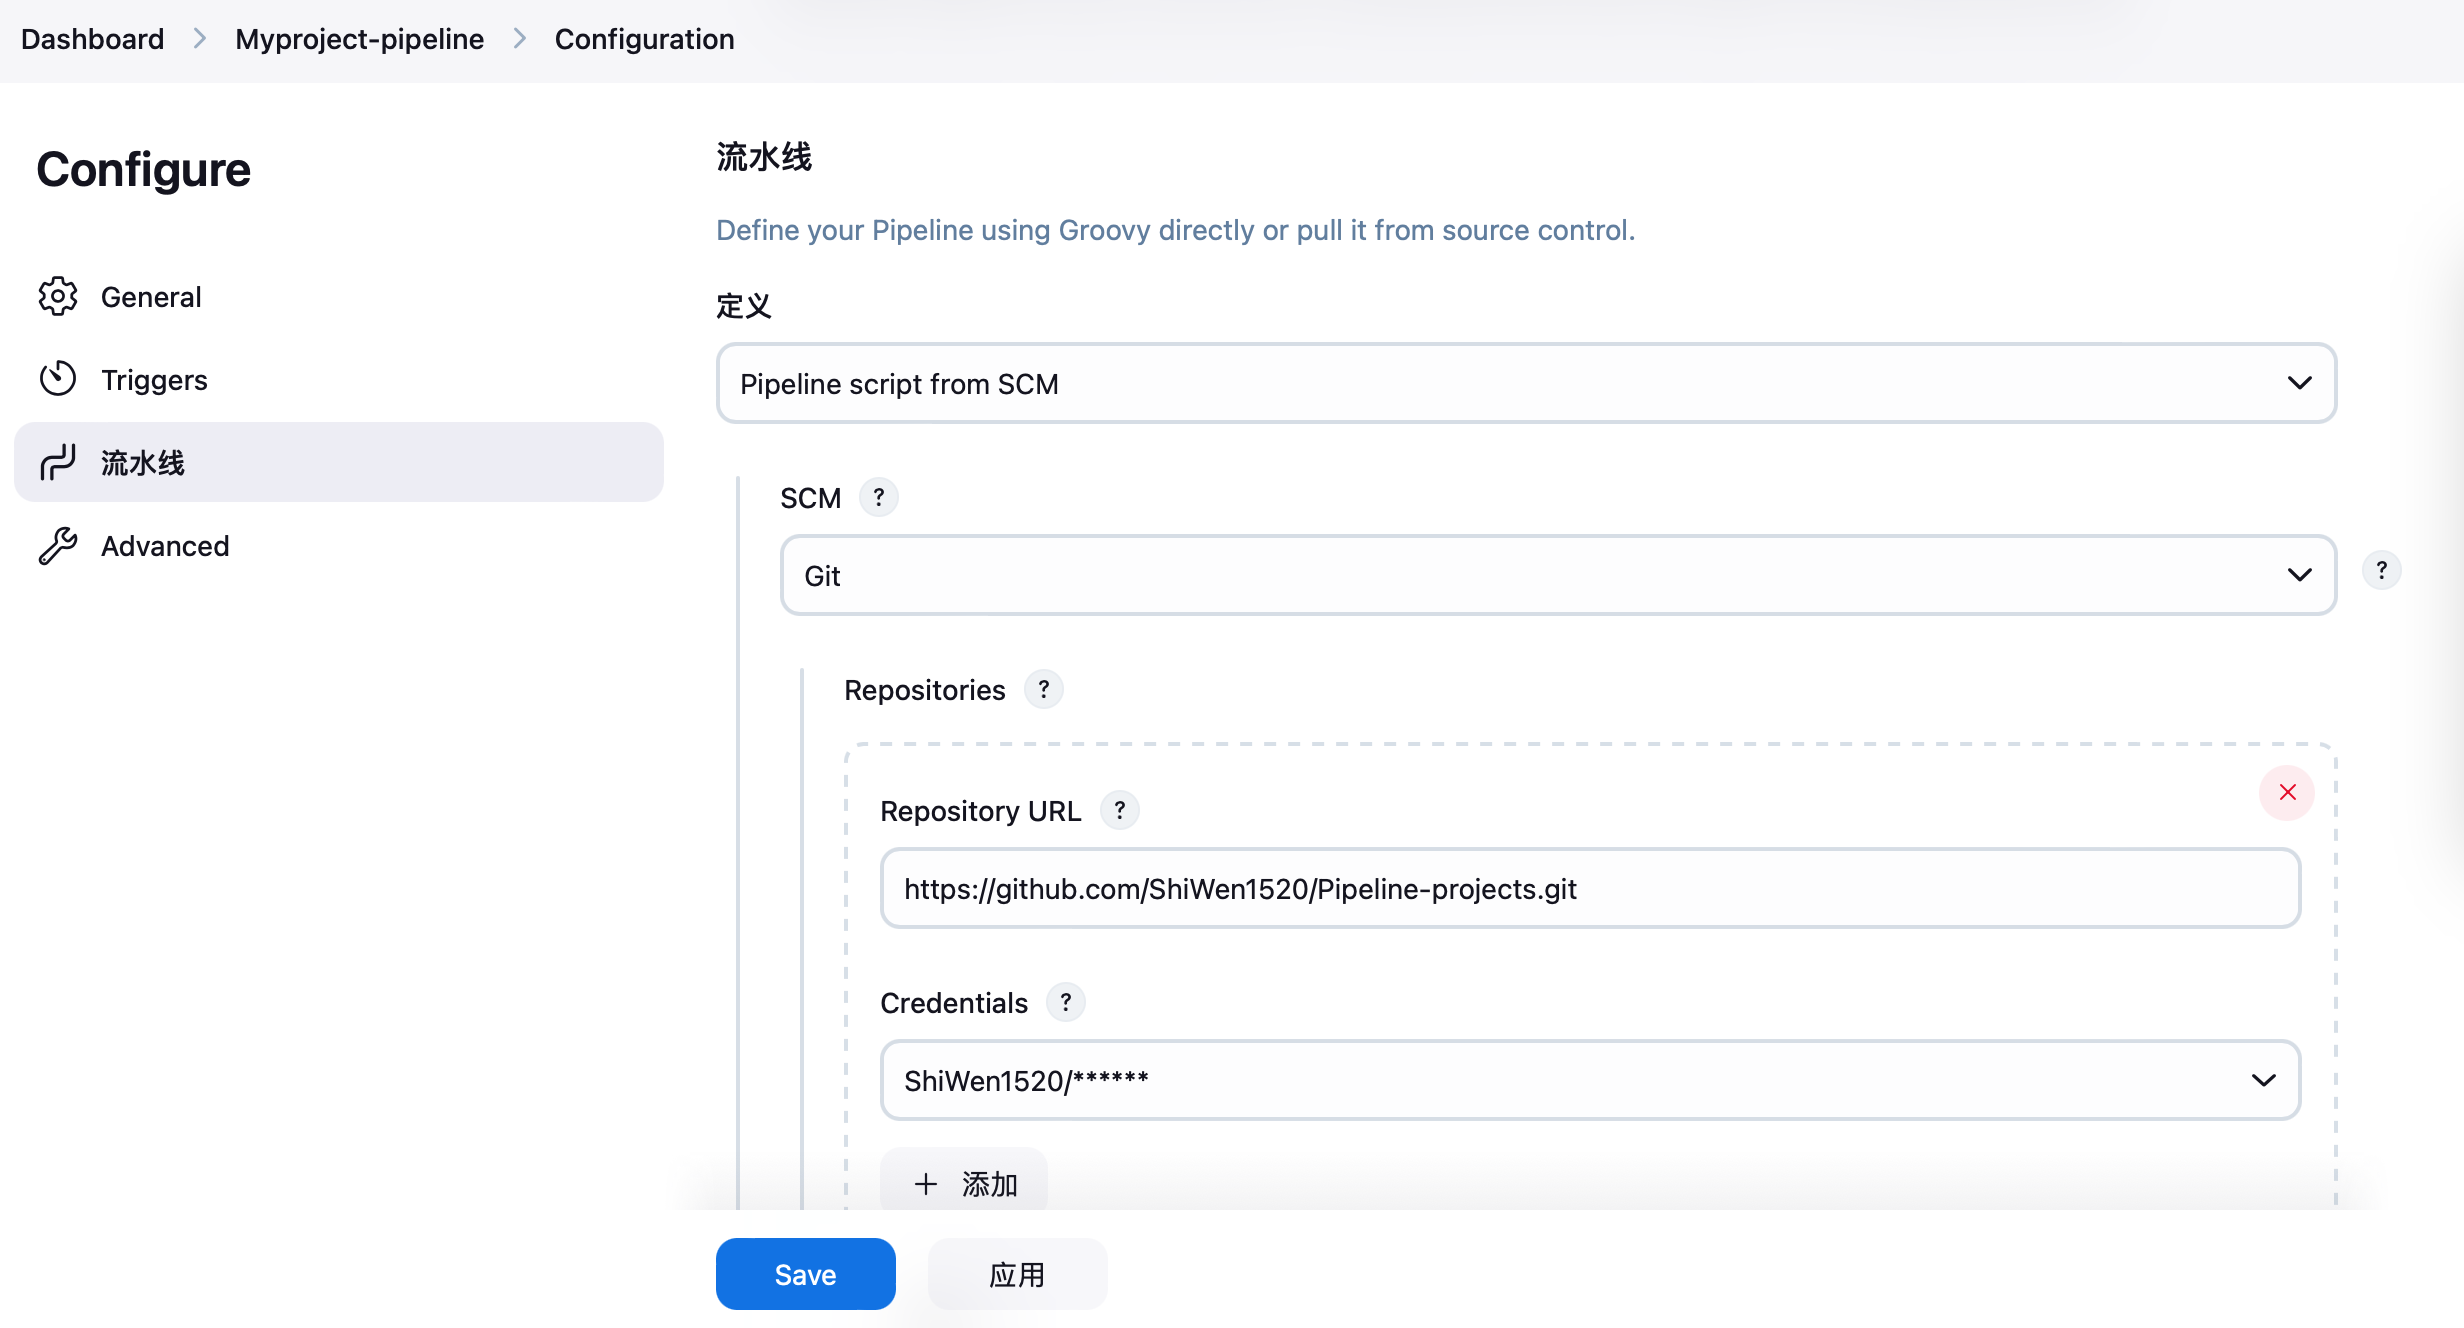 Dashboard > Myproject-pipeline > Configuration
Configure
General
Triggers
流水线
Advanced
流水线
Define your Pipeline using Groovy directly or pull it from source control.
定义
Pipeline script from SCM
SCM ?
Git
?
Repositories ?
Repository URL ?
https://github.com/ShiWen1520/Pipeline-projects.git
Credentials ?
ShiWen1520/******
+ 添加
Save
应用